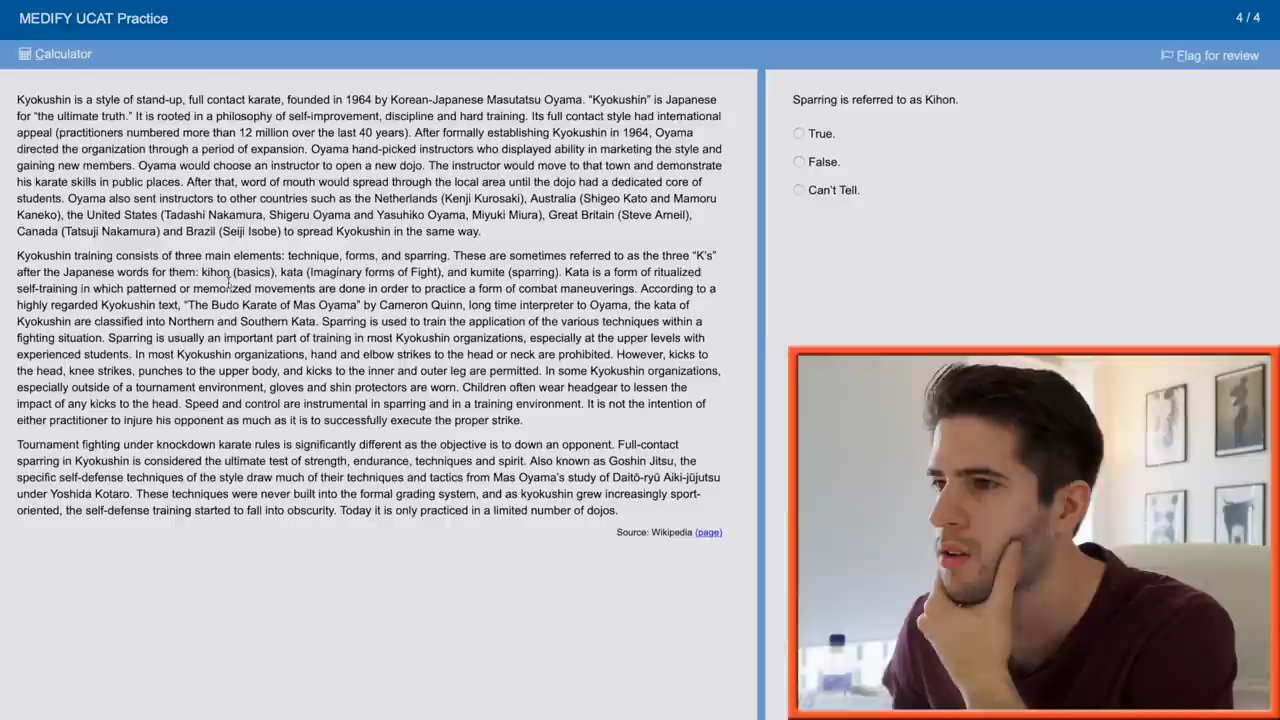 MEDIFY UCAT Practice
4 / 4
Calculator
Flag for review
Kyokushin is a style of stand-up, full contact karate, founded in 1964 by Korean-Japanese Masutatsu Oyama. “Kyokushin” is Japanese
for “the ultimate truth.” It is rooted in a philosophy of self-improvement, discipline and hard training. Its full contact style had international
appeal (practitioners numbered more than 12 million over the last 40 years). After formally establishing Kyokushin in 1964, Oyama
directed the organization through a period of expansion. Oyama hand-picked instructors who displayed ability in marketing the style and
gaining new members. Oyama would choose an instructor to open a new dojo. The instructor would move to that town and demonstrate
his karate skills in public places. After that, word of mouth would spread through the local area until the dojo had a dedicated core of
students. Oyama also sent instructors to other countries such as the Netherlands (Kenji Kurosaki), Australia (Shigeo Kato and Mamoru
Kaneko), the United States (Tadashi Nakamura, Shigeru Oyama and Yasuhiko Oyama, Miyuki Miura), Great Britain (Steve Arneil),
Canada (Tatsuji Nakamura) and Brazil (Seiji Isobe) to spread Kyokushin in the same way.
Kyokushin training consists of three main elements: technique, forms, and sparring. These are sometimes referred to as the three “K’s”
after the Japanese words for them: kihon (basics), kata (Imaginary forms of Fight), and kumite (sparring). Kata is a form of ritualized
self-training in which patterned or memorized movements are done in order to practice a form of combat maneuverings. According to a
highly regarded Kyokushin text, “The Budo Karate of Mas Oyama” by Cameron Quinn, long time interpreter to Oyama, the kata of
Kyokushin are classified into Northern and Southern Kata. Sparring is used to train the application of the various techniques within a
fighting situation. Sparring is usually an important part of training in most Kyokushin organizations, especially at the upper levels with
experienced students. In most Kyokushin organizations, hand and elbow strikes to the head or neck are prohibited. However, kicks to
the head, knee strikes, punches to the upper body, and kicks to the inner and outer leg are permitted. In some Kyokushin organizations,
especially outside of a tournament environment, gloves and shin protectors are worn. Children often wear headgear to lessen the
impact of any kicks to the head. Speed and control are instrumental in sparring and in a training environment. It is not the intention of
either practitioner to injure his opponent as much as it is to successfully execute the proper strike.
Tournament fighting under knockdown karate rules is significantly different as the objective is to down an opponent. Full-contact
sparring in Kyokushin is considered the ultimate test of strength, endurance, techniques and spirit. Also known as Goshin Jitsu, the
specific self-defense techniques of the style draw much of their techniques and tactics from Mas Oyama’s study of Daitō-ryū Aiki-jūjutsu
under Yoshida Kotaro. These techniques were never built into the formal grading system, and as kyokushin grew increasingly sport-
oriented, the self-defense training started to fall into obscurity. Today it is only practiced in a limited number of dojos.
Source: Wikipedia (page)
Sparring is referred to as Kihon.
True.
False.
Can’t Tell.